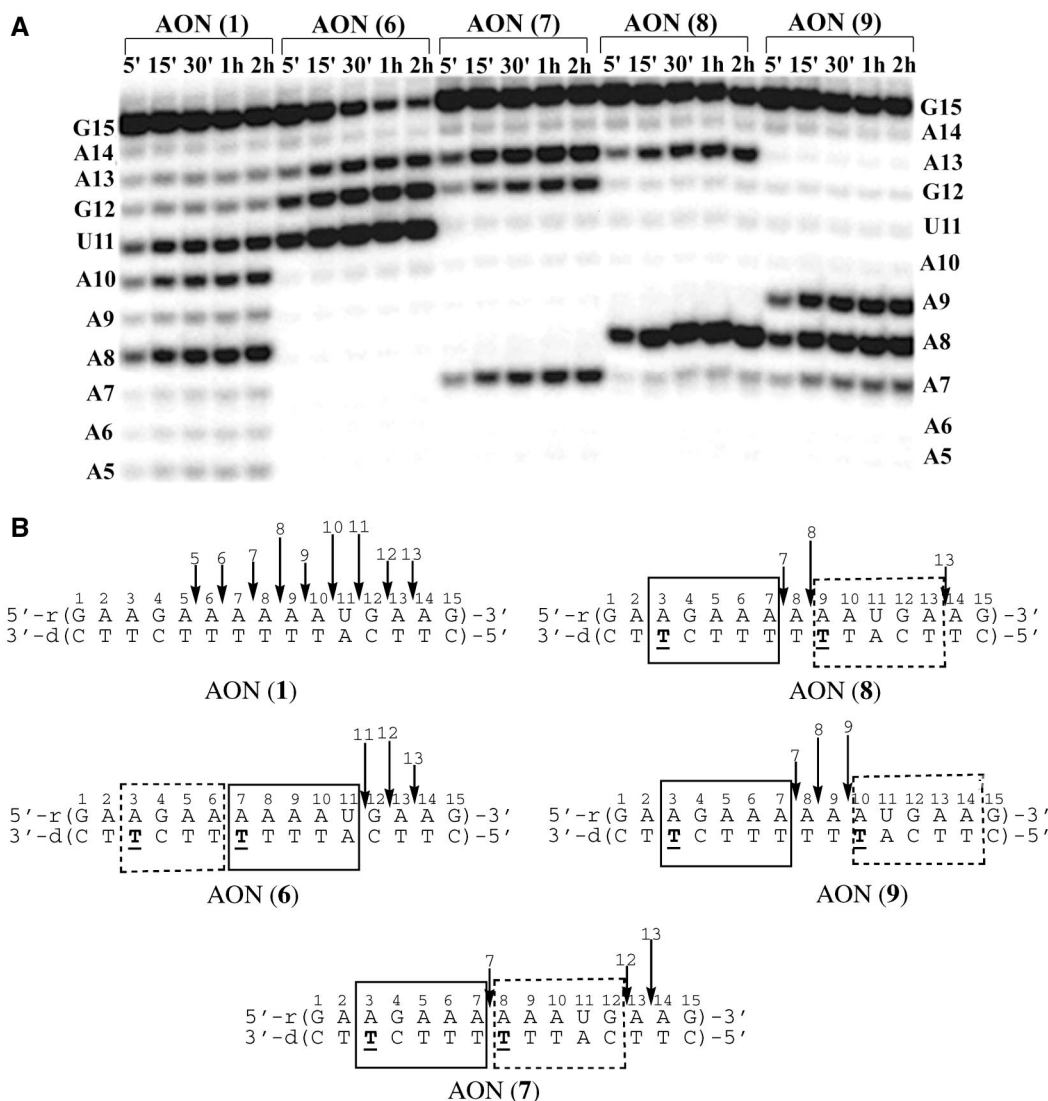 A
AON (1) AON (6) AON (7) AON (8) AON (9)
5' 15' 30' 1h 2h 5' 15' 30' 1h 2h 5' 15' 30' 1h 2h 5' 15' 30' 1h 2h 5' 15' 30' 1h 2h
G15 G15
A14 A14
A13 A13
G12 G12
U11 U11
A10 A10
A9 A9
A8 A8
A7 A7
A6 A6
A5 A5
B
5 6 7 8 9 10 11 12 13
1 2 3 4 5 6 7 8 9 10 11 12 13 14 15
5'-r(G A A G A A A A A A U G A A G)-3'
3'-d(C T T C T T T T T T A C T T C)-5'
AON (1)
7 8 13
1 2 3 4 5 6 7 8 9 10 11 12 13 14 15
5'-r(G A A G A A A A A A U G A A G)-3'
3'-d(C T T C T T T T T T A C T T C)-5'
AON (8)
11 12 13
1 2 3 4 5 6 7 8 9 10 11 12 13 14 15
5'-r(G A A G A A A A A A U G A A G)-3'
3'-d(C T T C T T T T T T A C T T C)-5'
AON (6)
7 8 9
1 2 3 4 5 6 7 8 9 10 11 12 13 14 15
5'-r(G A A G A A A A A A U G A A G)-3'
3'-d(C T T C T T T T T T A C T T C)-5'
AON (9)
7 12 13
1 2 3 4 5 6 7 8 9 10 11 12 13 14 15
5'-r(G A A G A A A A A A U G A A G)-3'
3'-d(C T T C T T T T T T A C T T C)-5'
AON (7)